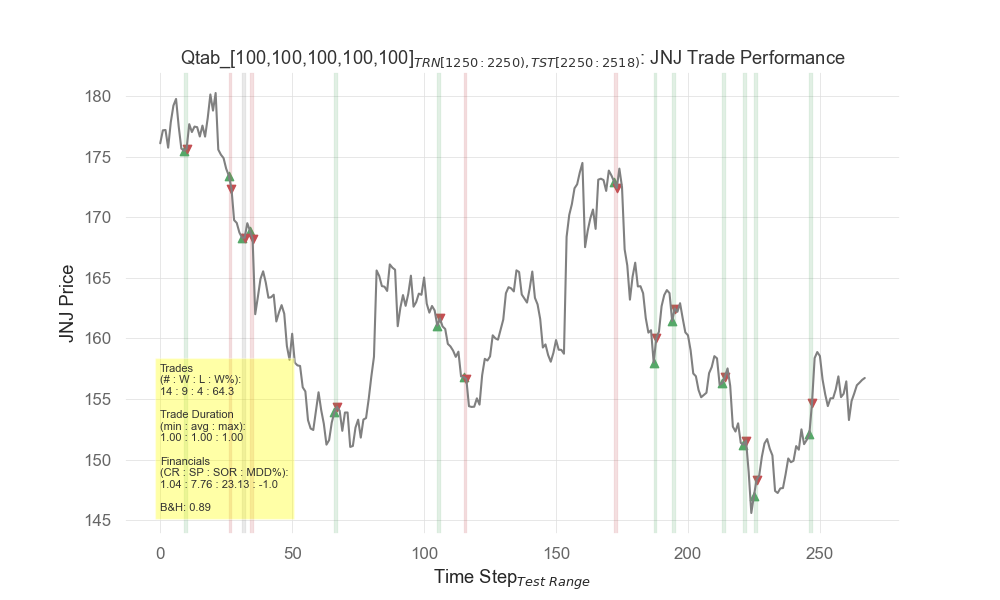 Qtab_[100,100,100,100,100]TRN[1250:2250),TST[2250:2518): JNJ Trade Performance
180
175
170
165
160
155
150
145
JNJ Price
Trades
(# : W : L : W%):
14 : 9 : 4 : 64.3
Trade Duration
(min : avg : max):
1.00 : 1.00 : 1.00
Financials
(CR : SP : SOR : MDD%):
1.04 : 7.76 : 23.13 : -1.0
B&H: 0.89
0 50 100 150 200 250
Time StepTest Range